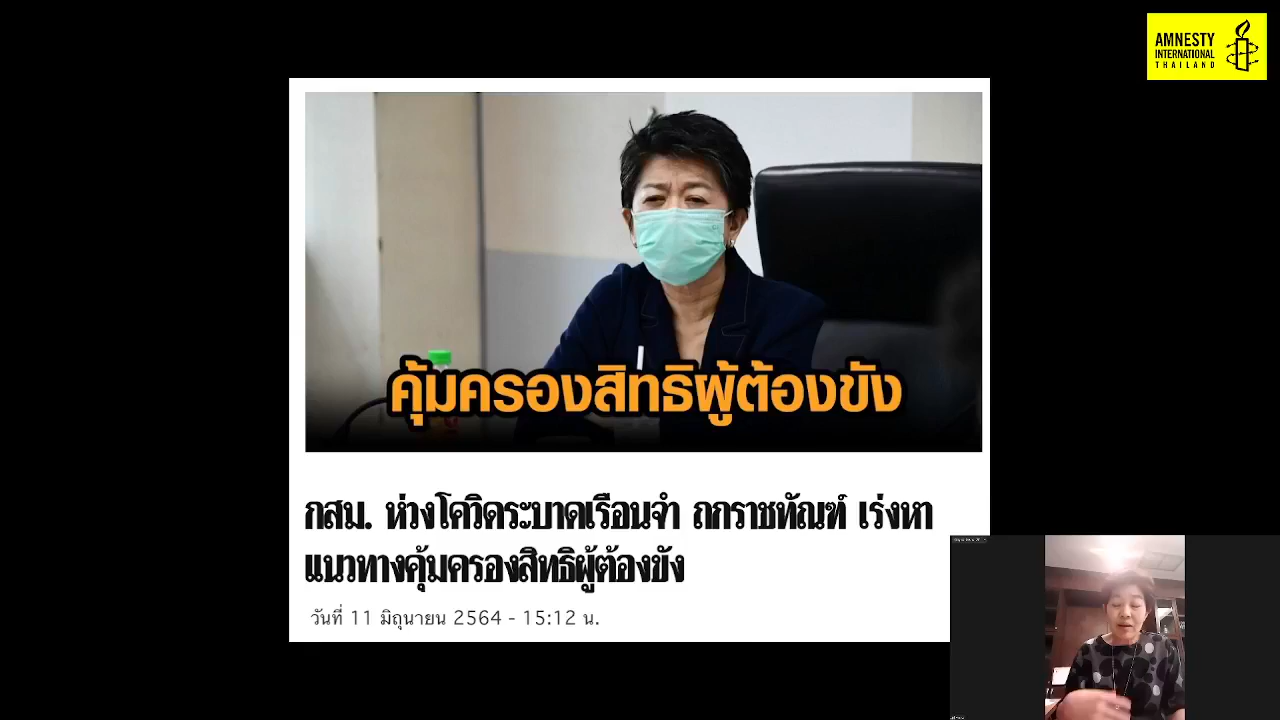 AMNESTY
INTERNATIONAL
THAILAND
คุ้มครองสิทธิผู้ต้องขัง
กสม. ห่วงโควิดระบาดเรือนจำ ถกราชทัณฑ์ เร่งหา
แนวทางคุ้มครองสิทธิผู้ต้องขัง
วันที่ 11 มิถุนายน 2564 - 15:12 น.